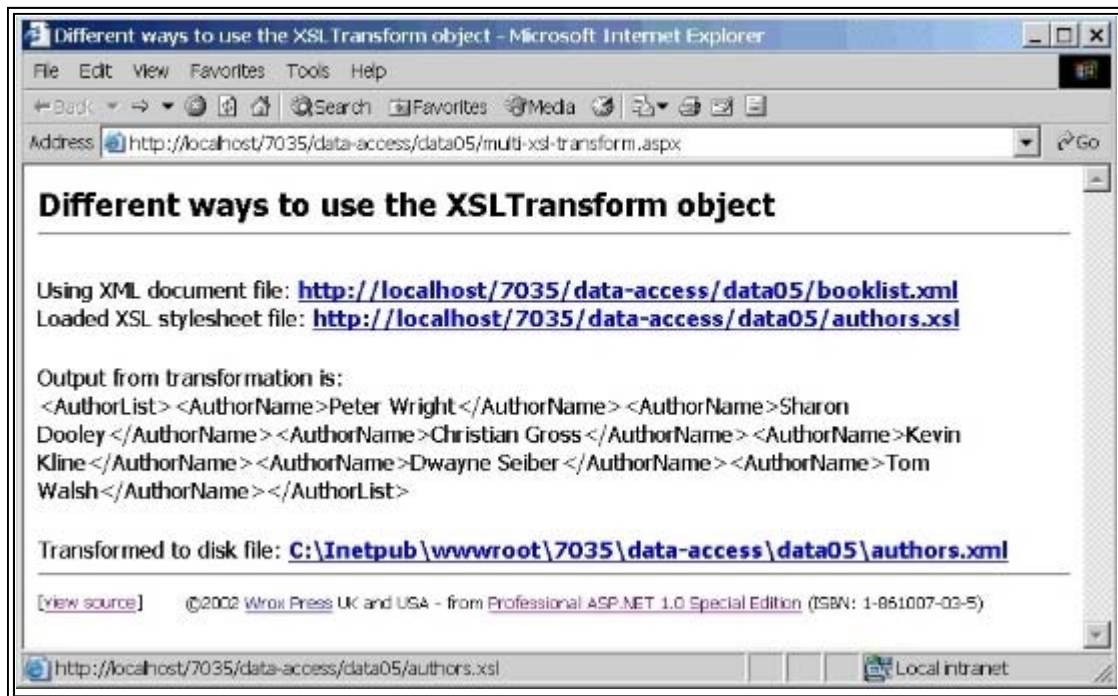 Different ways to use the XSLTransform object - Microsoft Internet Explorer
File Edit View Favorites Tools Help
Back Search Favorites Media
Address http://localhost/7035/data-access/data05/multi-xsl-transform.aspx Go
Different ways to use the XSLTransform object
Using XML document file: http://localhost/7035/data-access/data05/booklist.xml
Loaded XSL stylesheet file: http://localhost/7035/data-access/data05/authors.xsl
Output from transformation is:
<AuthorList> <AuthorName>Peter Wright</AuthorName> <AuthorName>Sharon
Dooley</AuthorName> <AuthorName>Christian Gross</AuthorName> <AuthorName>Kevin
Kline</AuthorName> <AuthorName>Dwayne Seiber</AuthorName> <AuthorName>Tom
Walsh</AuthorName> </AuthorList>
Transformed to disk file: C:\Inetpub\wwwroot\7035\data-access\data05\authors.xml
[view source] ©2002 Wrox Press UK and USA - from Professional ASP.NET 1.0 Special Edition (ISBN: 1-861007-03-5)
http://localhost/7035/data-access/data05/authors.xsl Local intranet